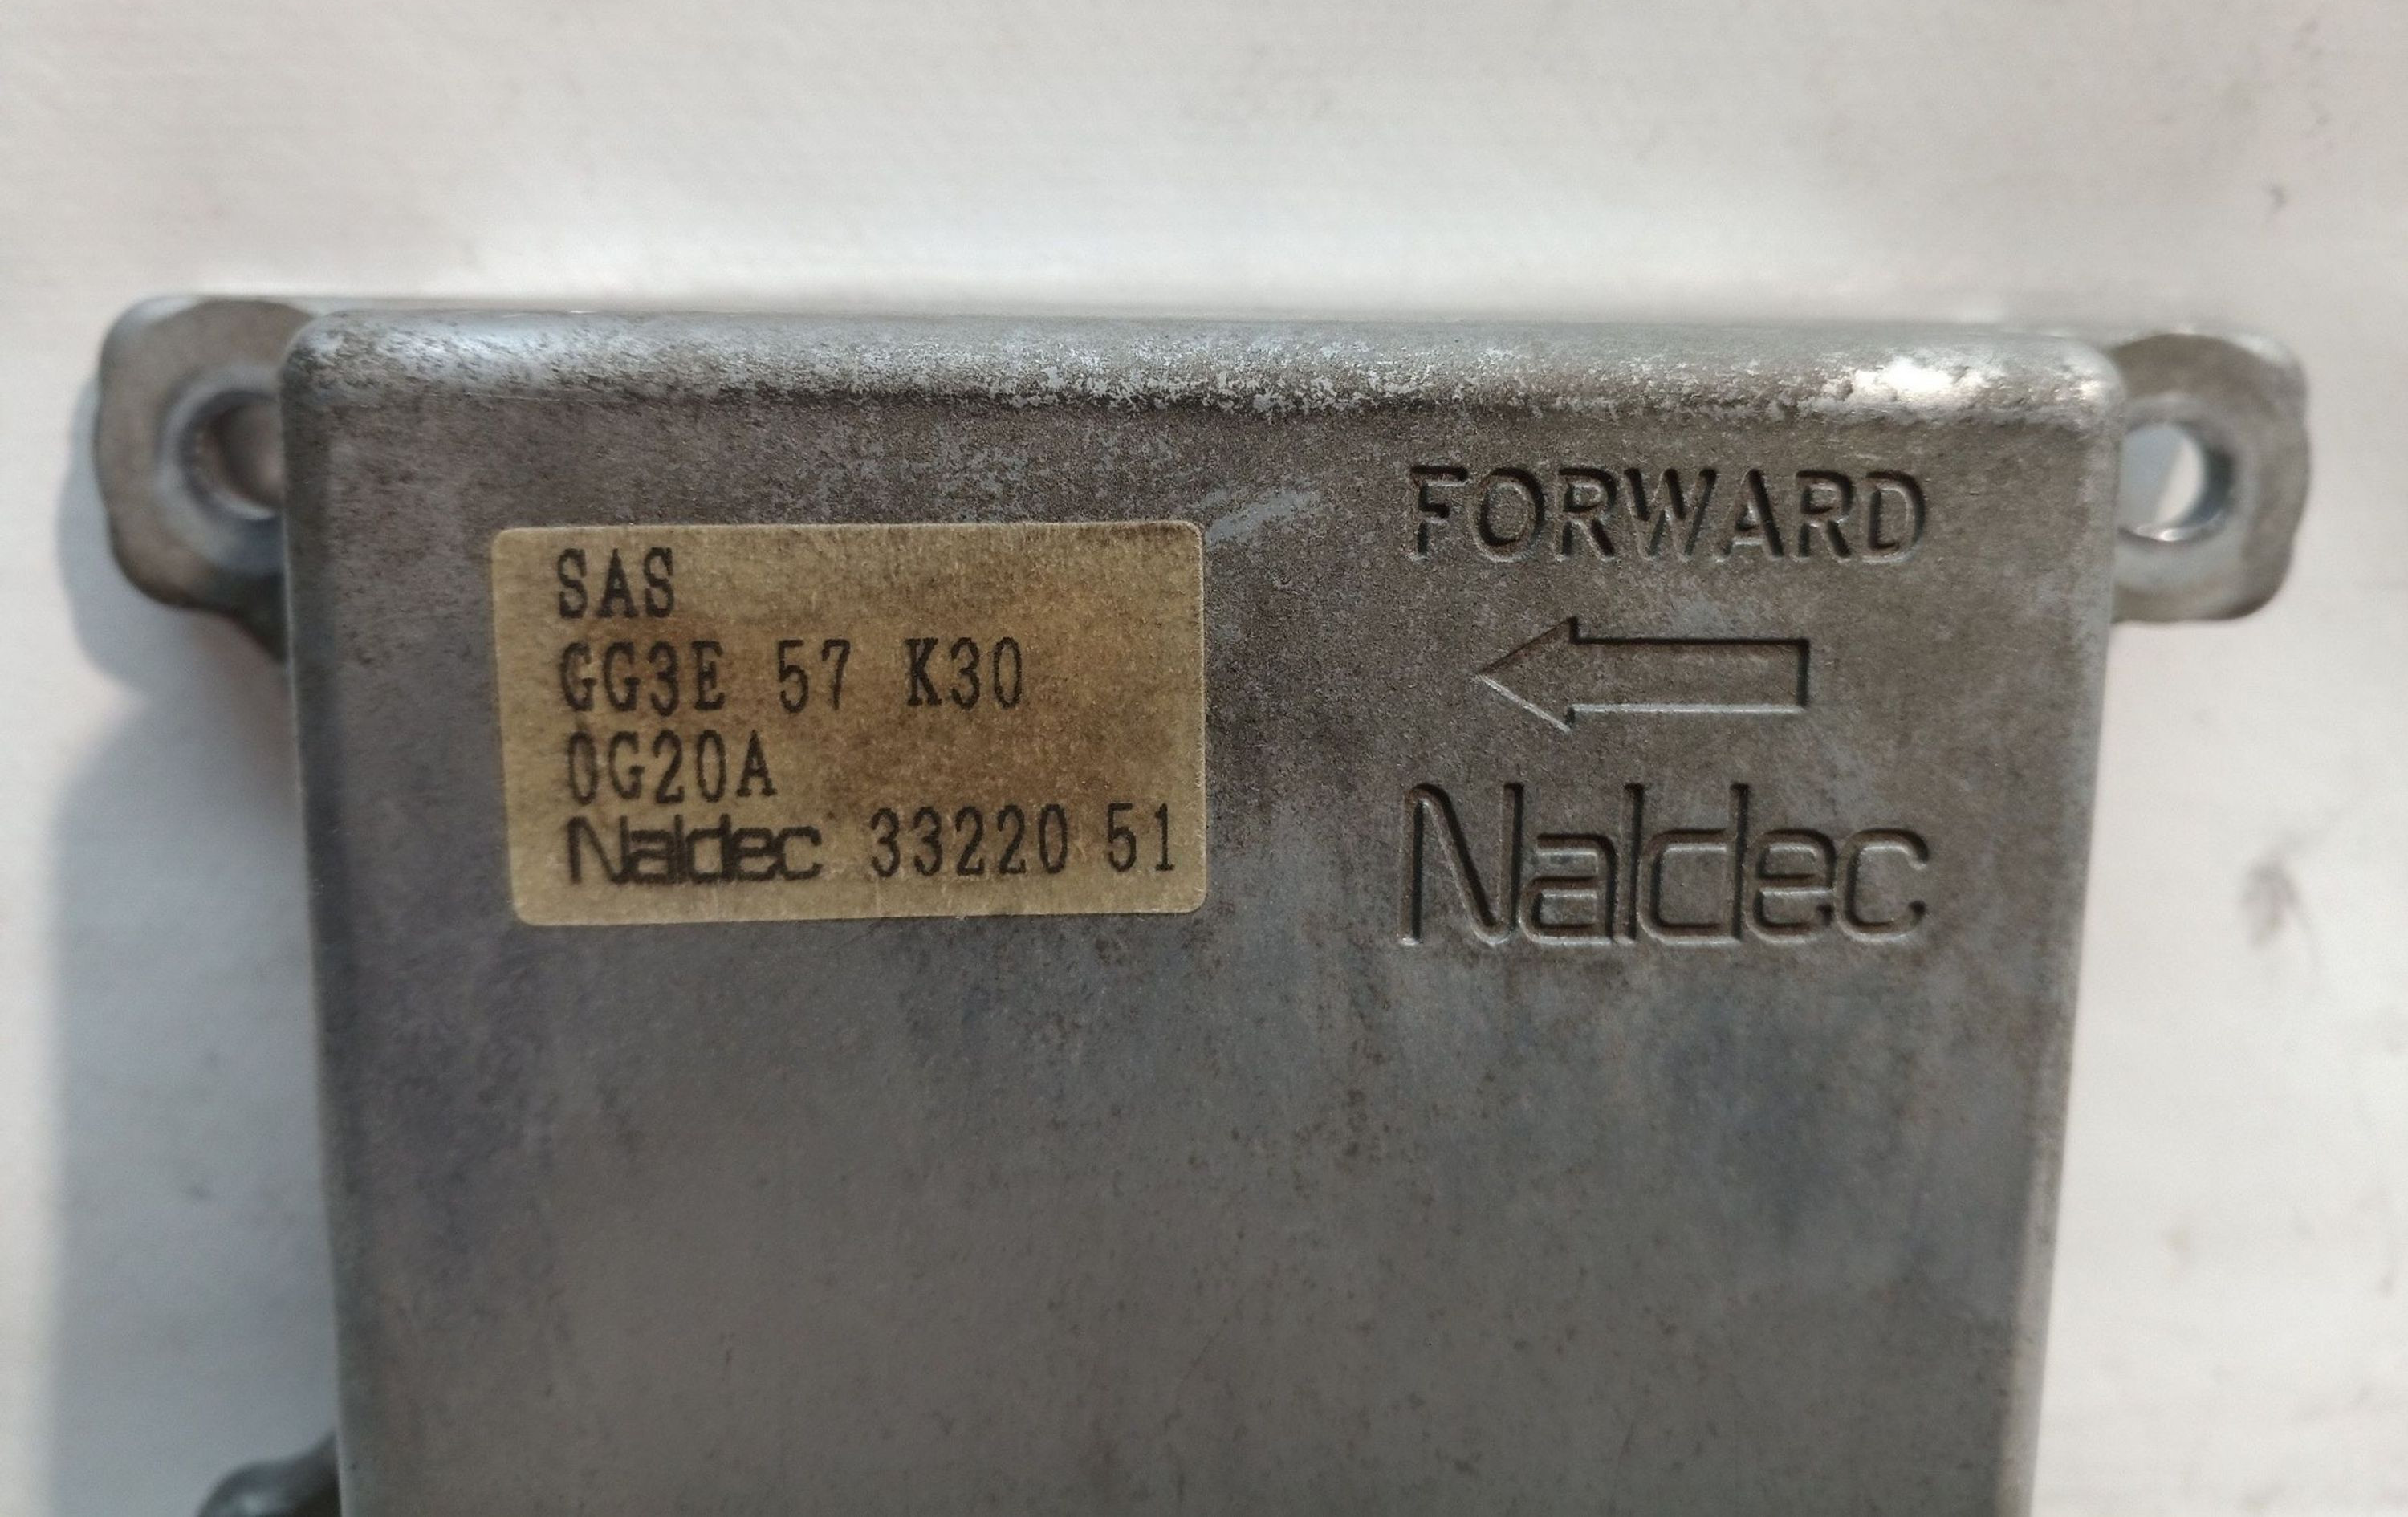 SAS
GG3E 57 K30
0G20A
Naldec 33220 51
FORWARD
Naldec